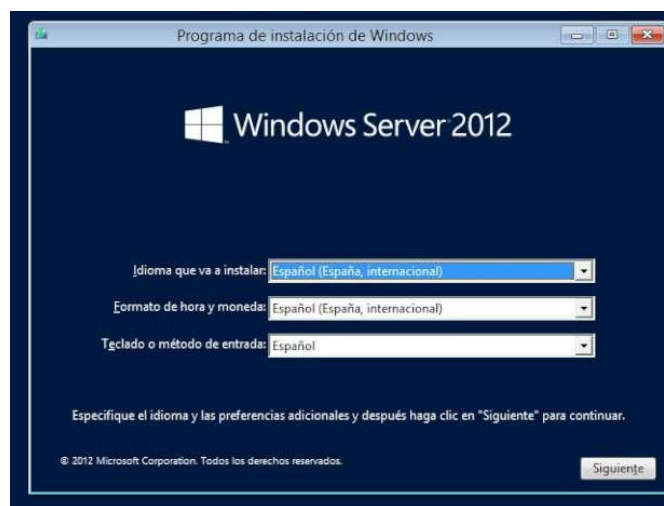 Programa de instalación de Windows
Windows Server 2012
Idioma que va a instalar: Español (España, internacional)
Formato de hora y moneda: Español (España, internacional)
Teclado o método de entrada: Español
Especifique el idioma y las preferencias adicionales y después haga clic en "Siguiente" para continuar.
© 2012 Microsoft Corporation. Todos los derechos reservados.
Siguiente